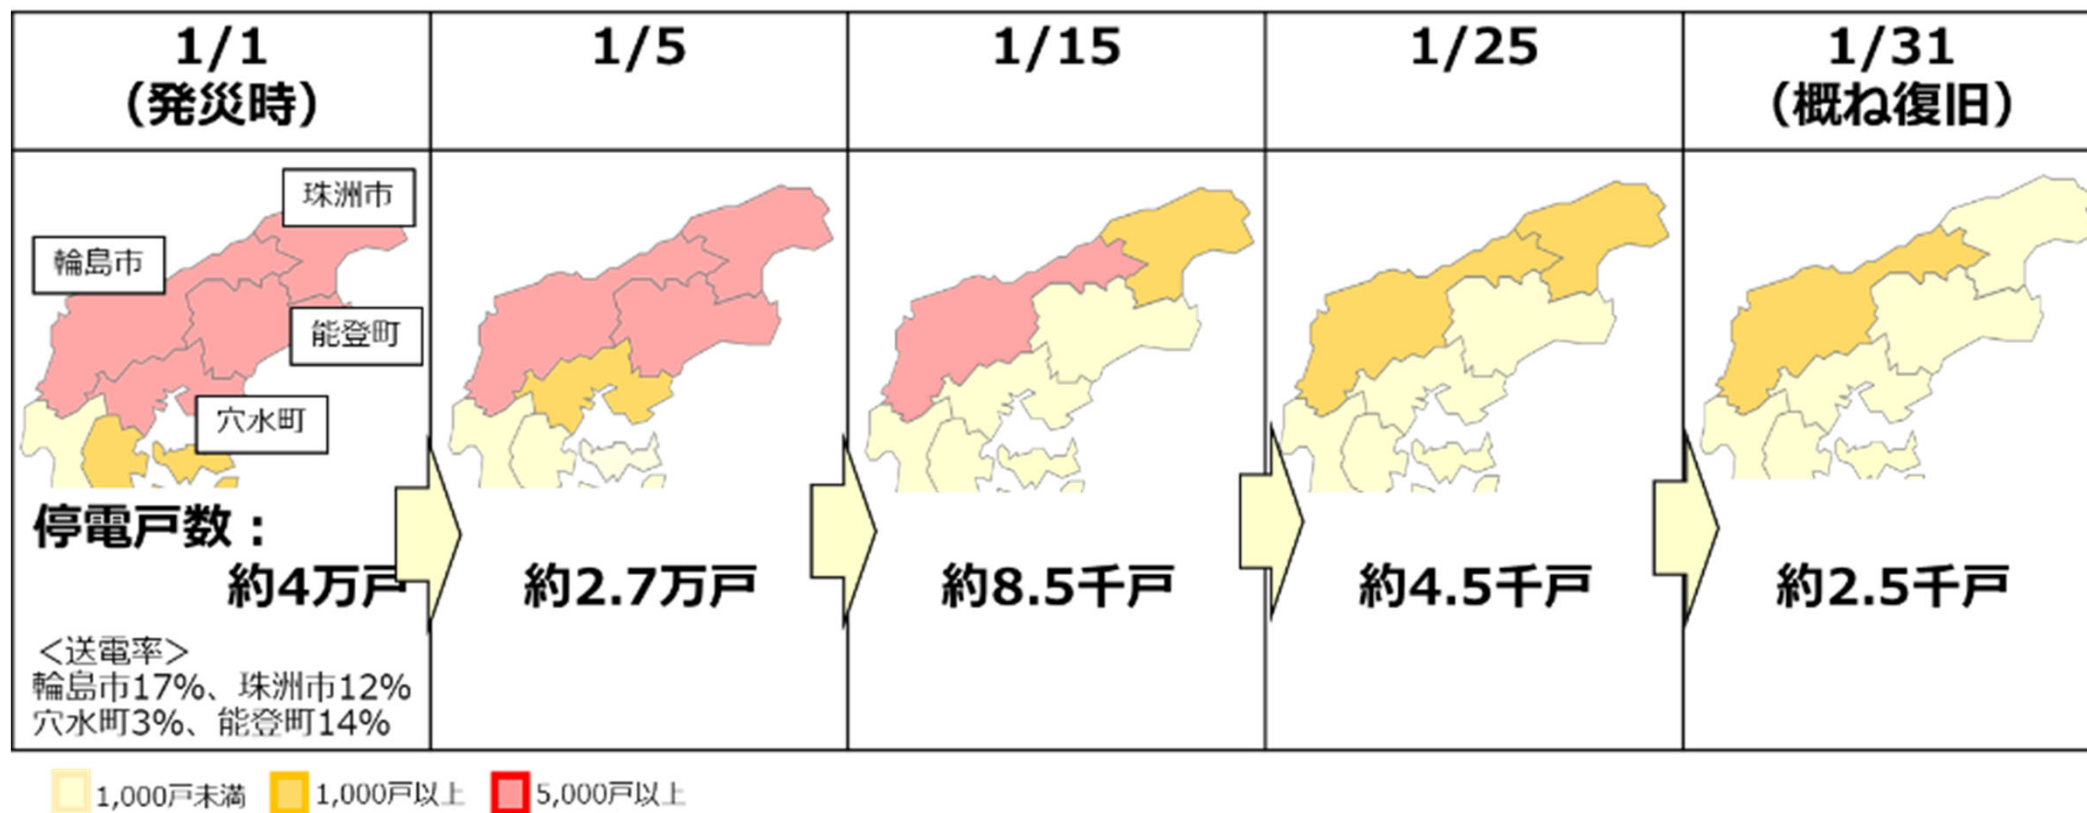 1/1
(発災時)
1/5
1/15
1/25
1/31
(概ね復旧)
珠洲市
輪島市
能登町
穴水町
停電戸数：
約4万戸
約2.7万戸
約8.5千戸
約4.5千戸
約2.5千戸
＜送電率＞
輪島市17%、珠洲市12%
穴水町3%、能登町14%
1,000戸未満
1,000戸以上
5,000戸以上